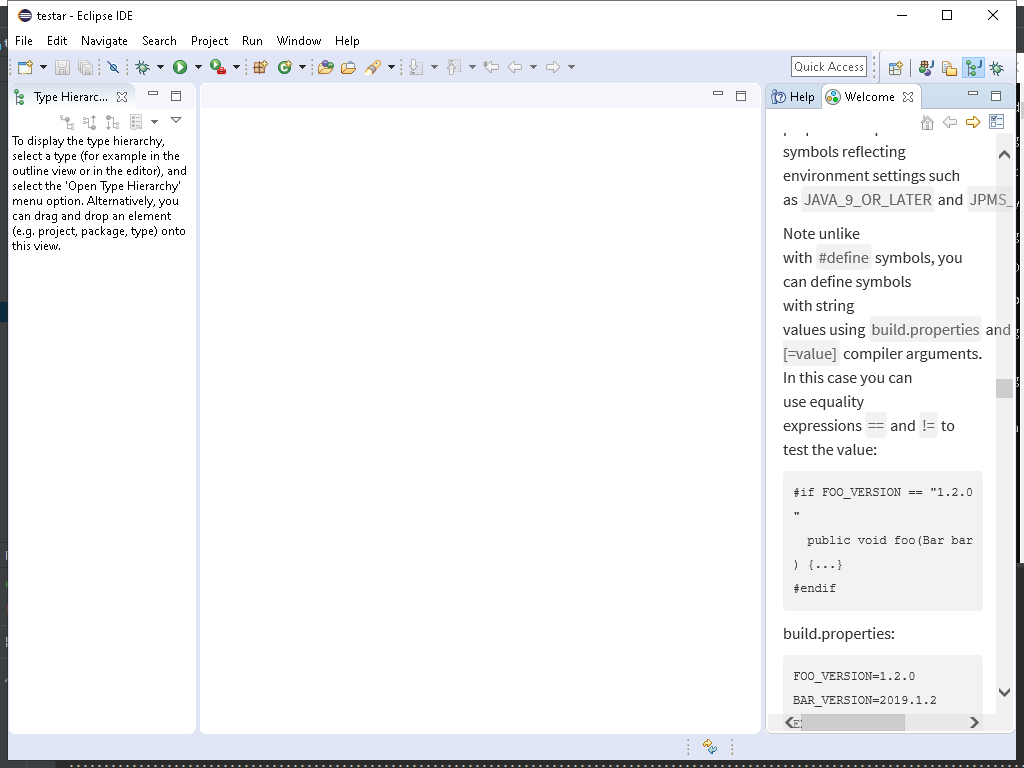 testar - Eclipse IDE
File Edit Navigate Search Project Run Window Help
Quick Access
Type Hierarc...
Help
Welcome
To display the type hierarchy,
select a type (for example in the
outline view or in the editor), and
select the 'Open Type Hierarchy'
menu option. Alternatively, you
can drag and drop an element
(e.g. project, package, type) onto
this view.
symbols reflecting
environment settings such
as JAVA_9_OR_LATER and JPMS_
Note unlike
with #define symbols, you
can define symbols
with string
values using build.properties and
[=value] compiler arguments.
In this case you can
use equality
expressions == and != to
test the value:
#if FOO_VERSION == "1.2.0
"
public void foo(Bar bar
) {...}
#endif
build.properties:
FOO_VERSION=1.2.0
BAR_VERSION=2019.1.2